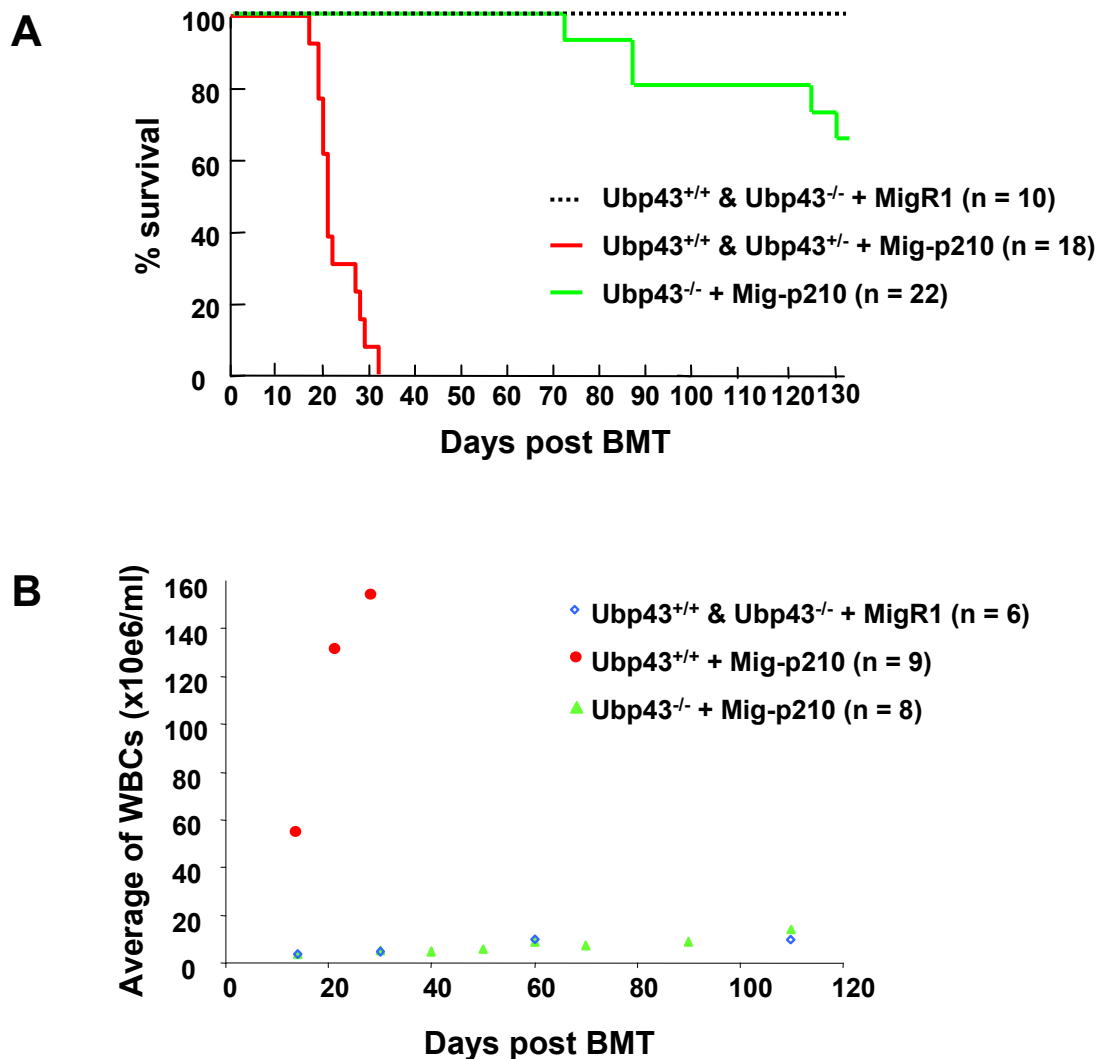 A
100
80
60
40
20
0
% survival
0 10 20 30 40 50 60 70 80 90 100 110 120 130
Days post BMT
Ubp43+/+ & Ubp43-/- + MigR1 (n = 10)
Ubp43+/+ & Ubp43+/- + Mig-p210 (n = 18)
Ubp43-/- + Mig-p210 (n = 22)
B
160
140
120
100
80
60
40
20
0
Average of WBCs (x10e6/ml)
0 20 40 60 80 100 120
Days post BMT
Ubp43+/+ & Ubp43-/- + MigR1 (n = 6)
Ubp43+/+ + Mig-p210 (n = 9)
Ubp43-/- + Mig-p210 (n = 8)